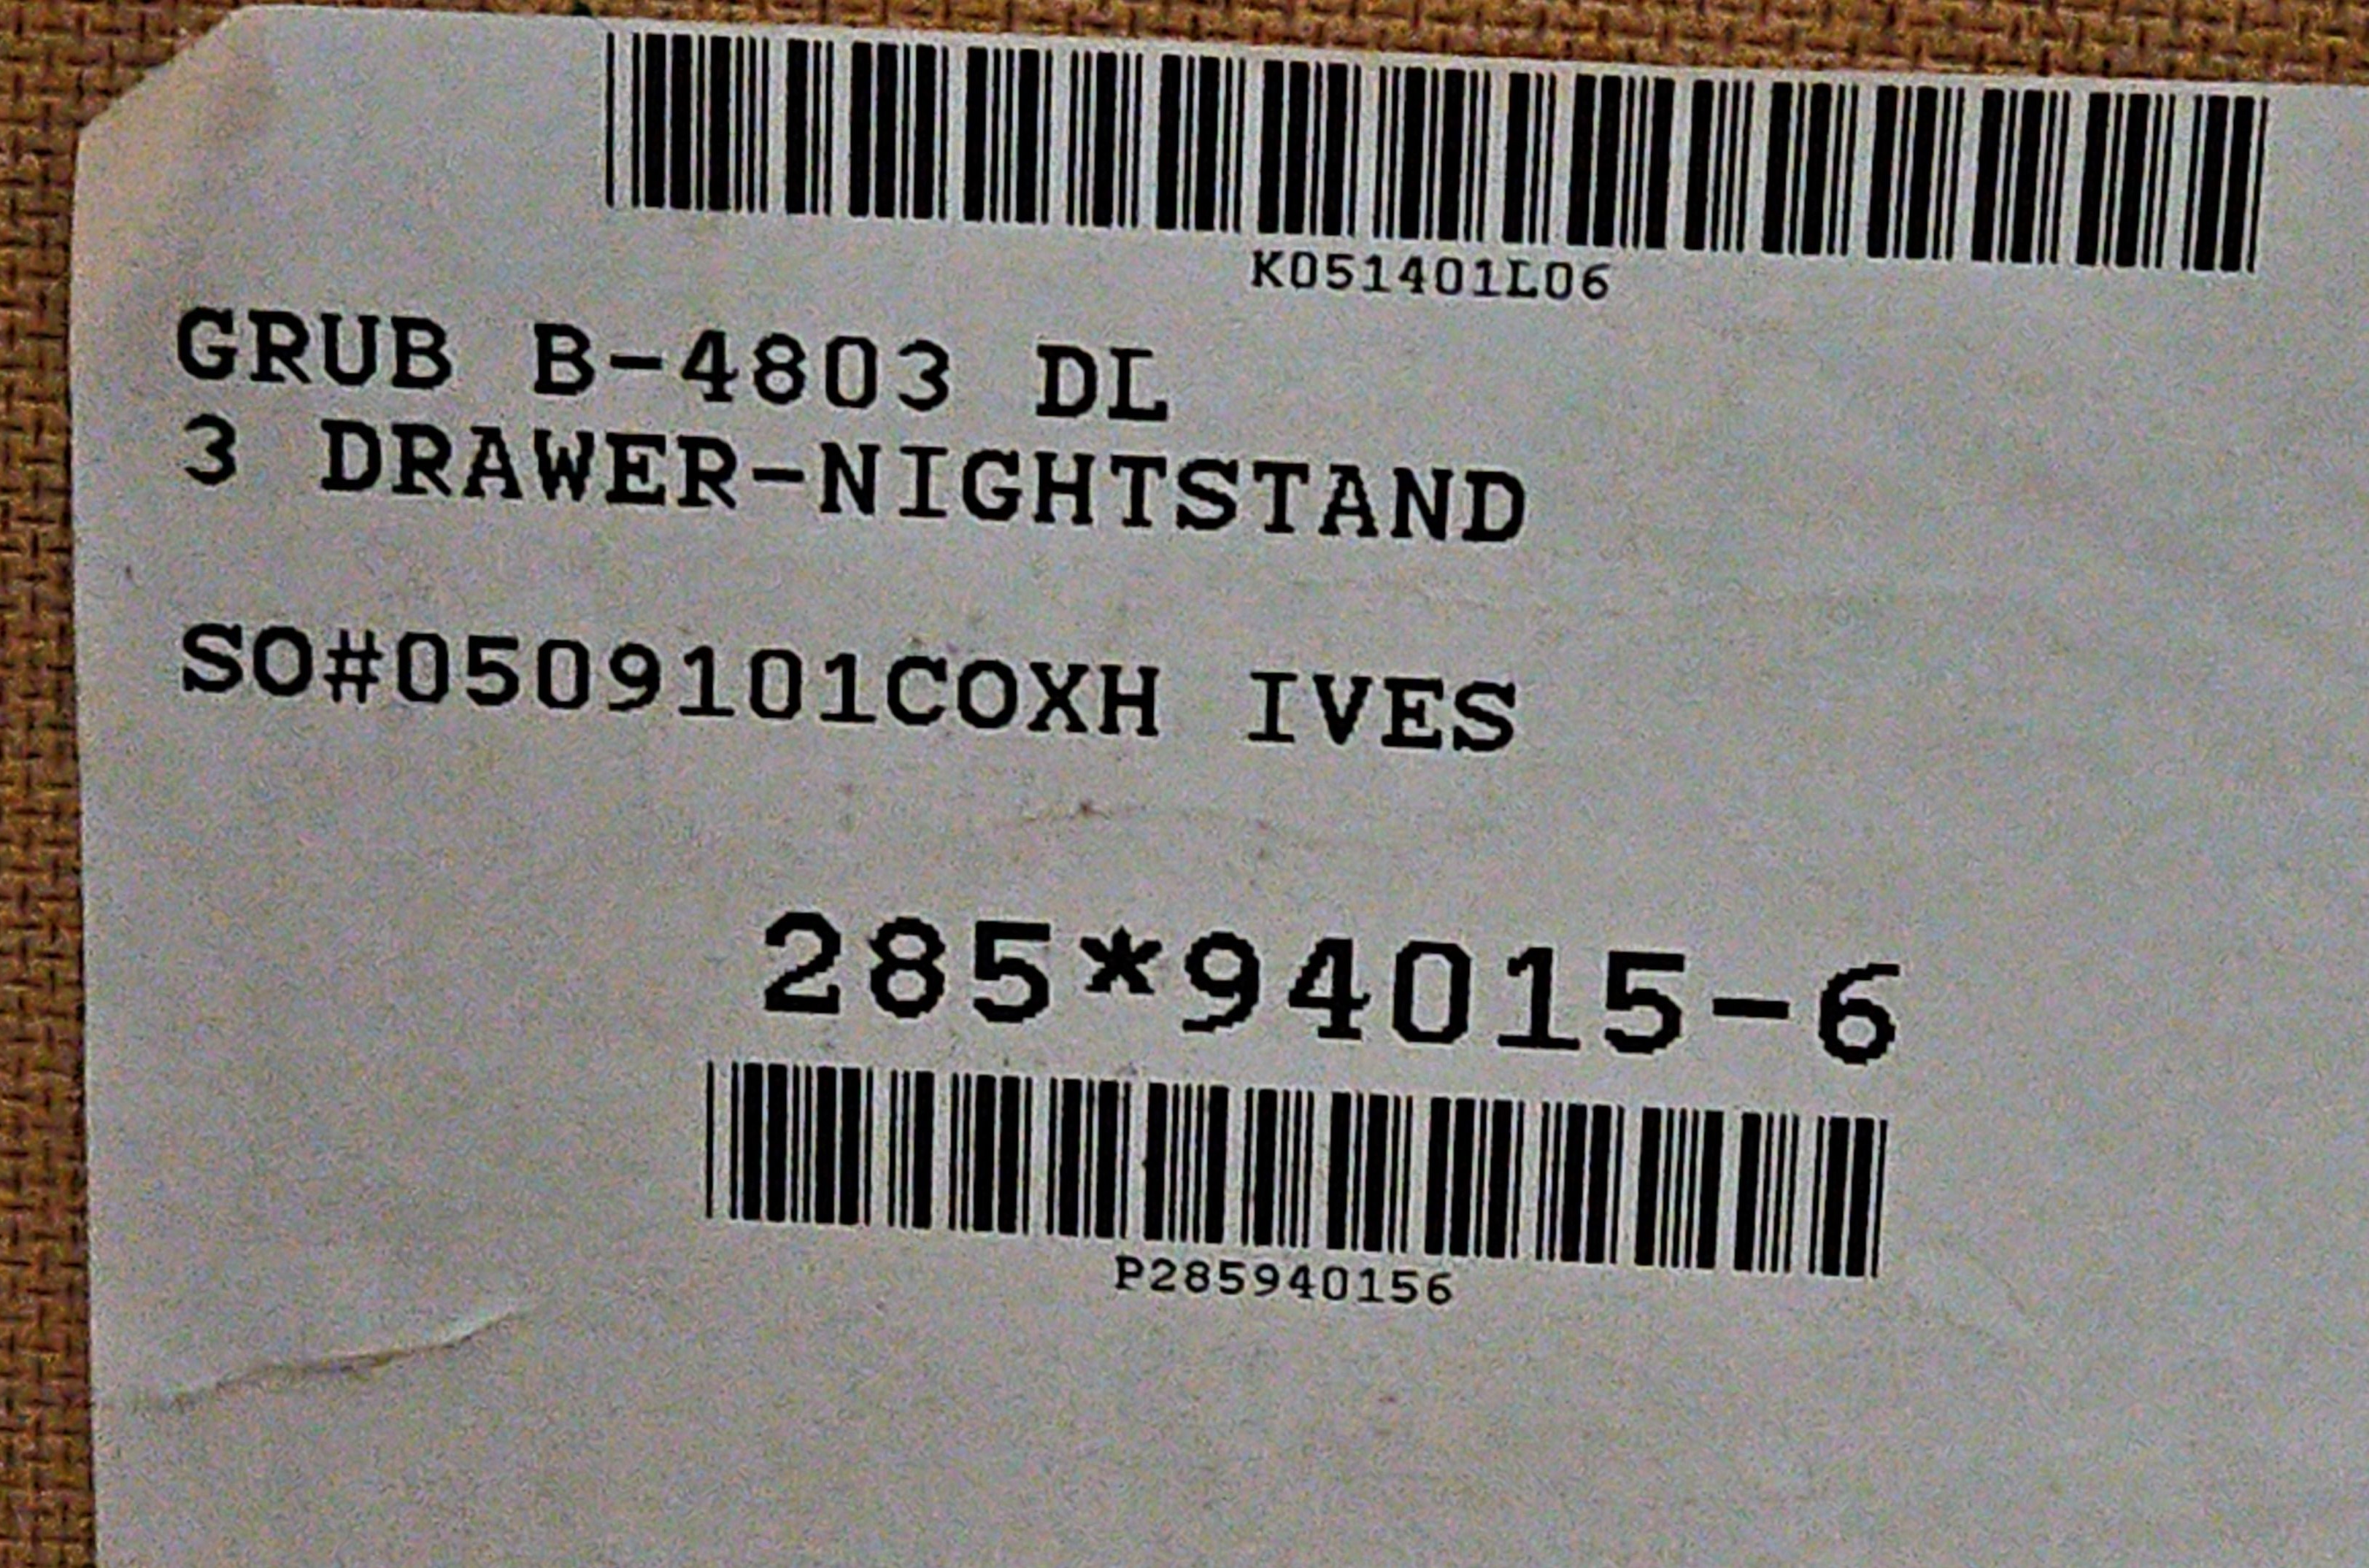 K051401L06
GRUB B-4803 DL
3 DRAWER-NIGHTSTAND
SO#0509101COXH IVES
285*94015-6
P285940156